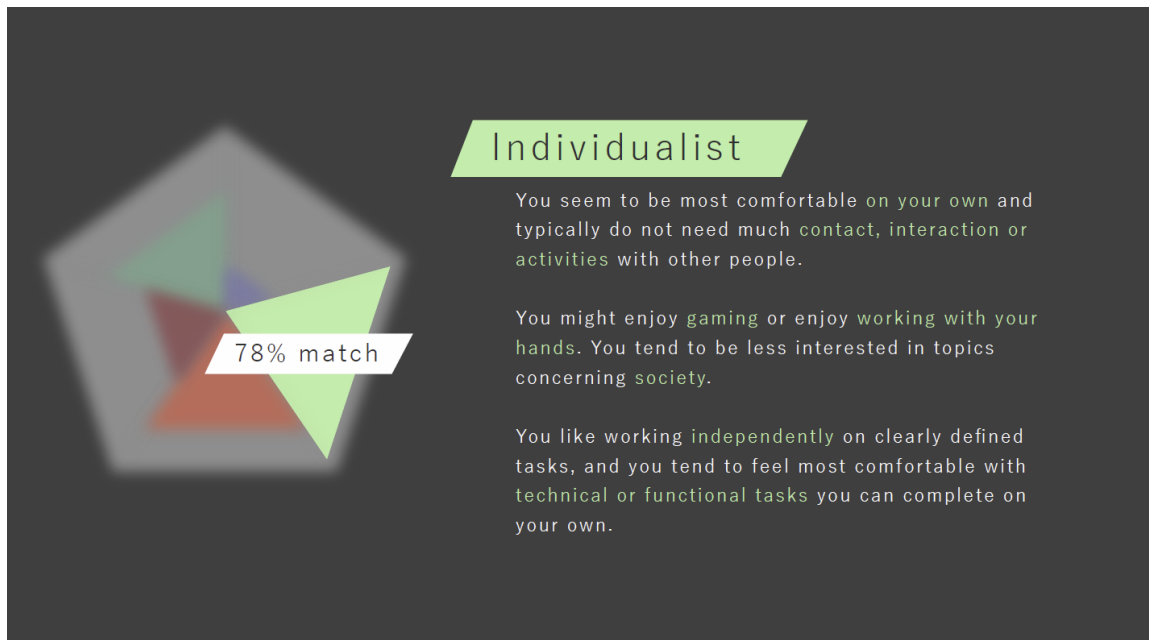 Individualist
You seem to be most comfortable on your own and
typically do not need much contact, interaction or
activities with other people.
78% match
You might enjoy gaming or enjoy working with your
hands. You tend to be less interested in topics
concerning society.
You like working independently on clearly defined
tasks, and you tend to feel most comfortable with
technical or functional tasks you can complete on
your own.